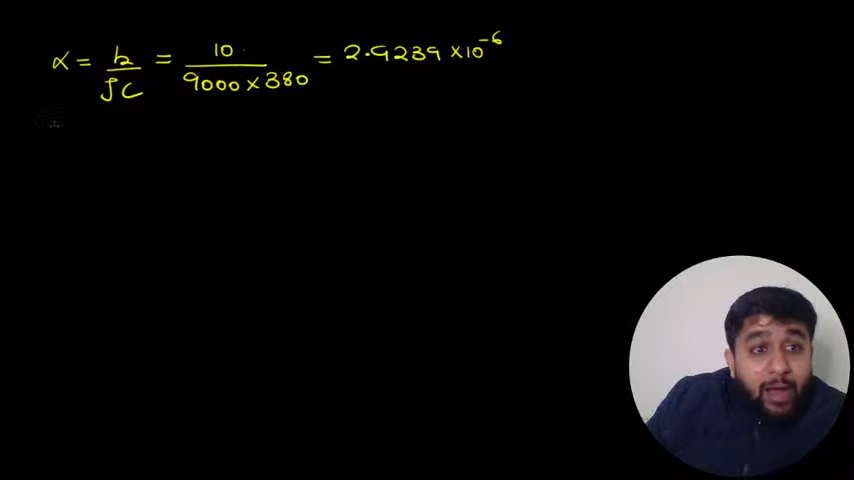 α = k/ρC = 10/9000×380 = 2.9239 ×10⁻⁶